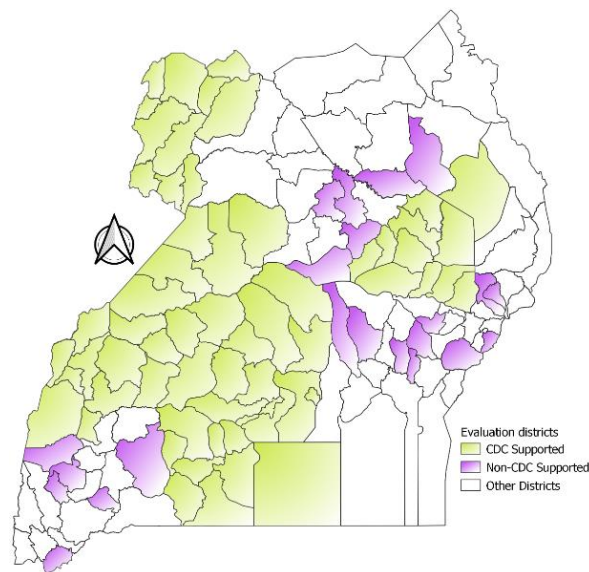 Evaluation districts
CDC Supported
Non-CDC Supported
Other Districts